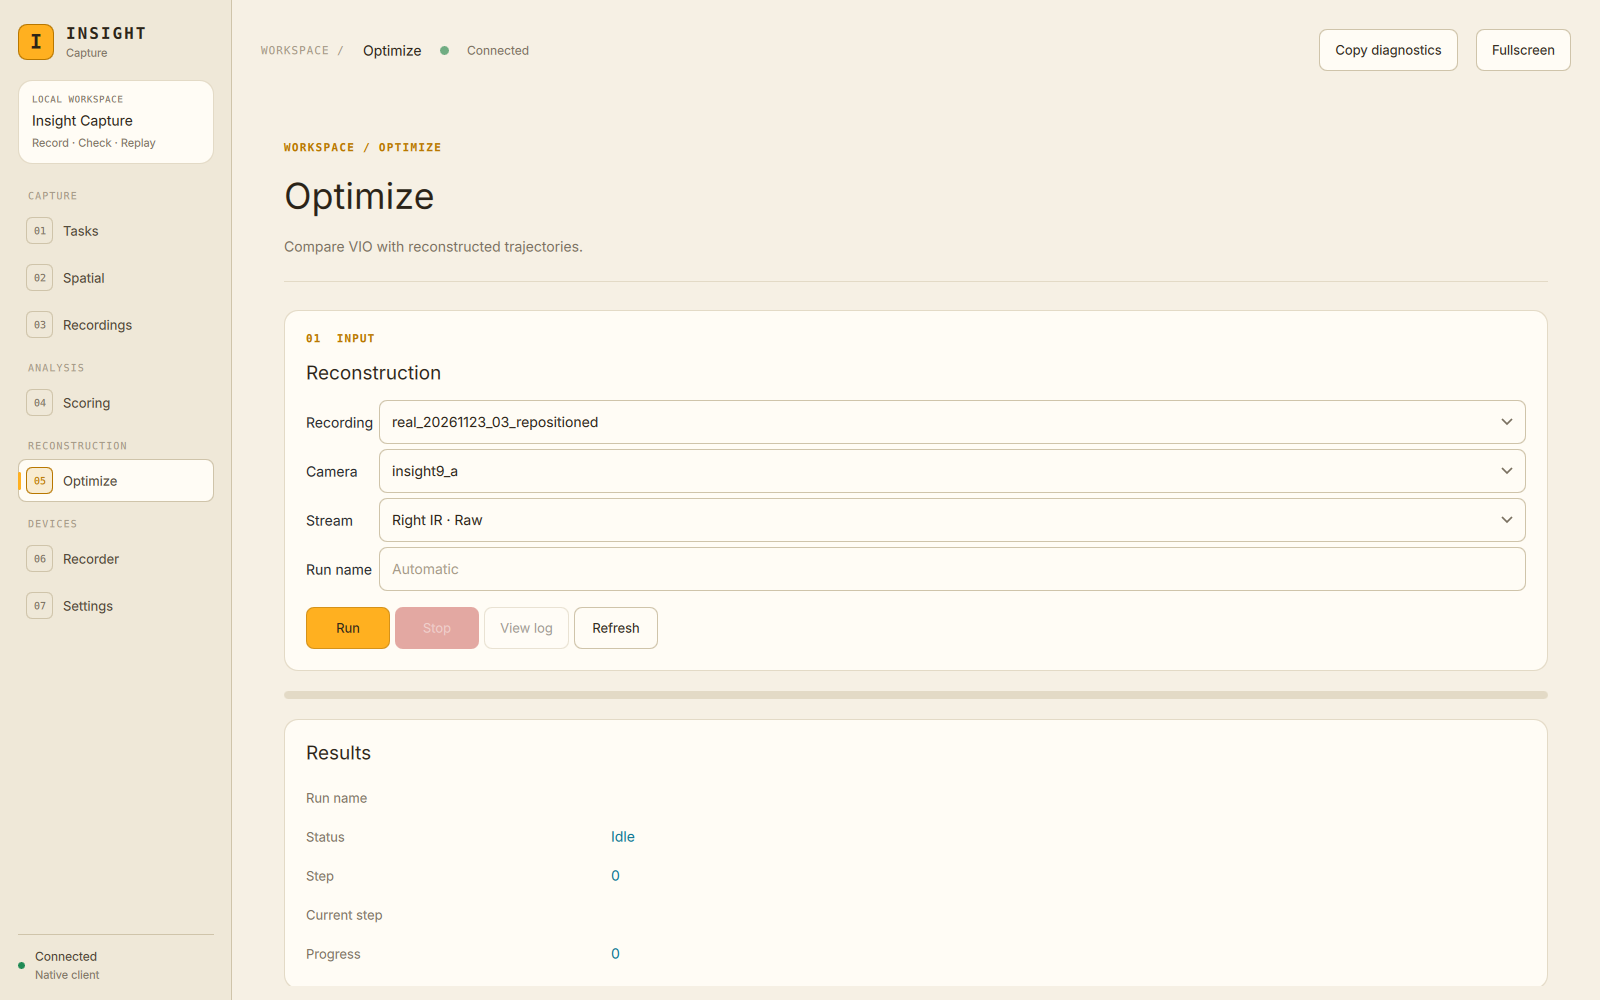 INSIGHT
Capture
LOCAL WORKSPACE
Insight Capture
Record · Check · Replay
CAPTURE
01 Tasks
02 Spatial
03 Recordings
ANALYSIS
04 Scoring
RECONSTRUCTION
05 Optimize
DEVICES
06 Recorder
07 Settings
Connected
Native client
WORKSPACE / Optimize Connected
Copy diagnostics Fullscreen
WORKSPACE / OPTIMIZE
Optimize
Compare VIO with reconstructed trajectories.
01 INPUT
Reconstruction
Recording real_20261123_03_repositioned
Camera insight9_a
Stream Right IR · Raw
Run name Automatic
Run Stop View log Refresh
Results
Run name
Status Idle
Step 0
Current step
Progress 0